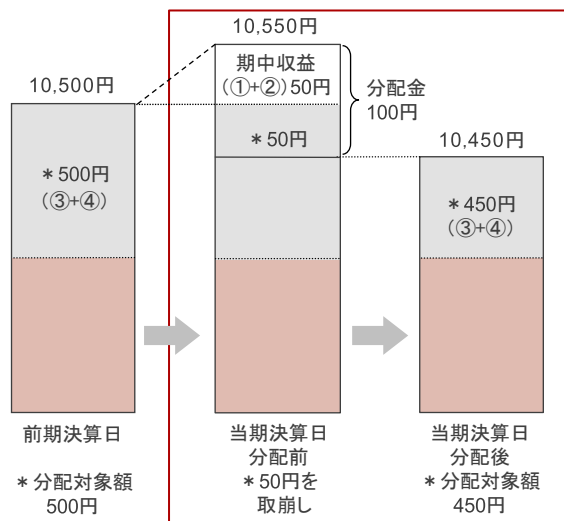 10,550円
10,500円
期中収益
(①+②)50円
分配金
100円
10,450円
＊50円
＊500円
(③+④)
＊450円
(③+④)
前期決算日
＊分配対象額
500円
当期決算日
分配前
＊50円を
取崩し
当期決算日
分配後
＊分配対象額
450円